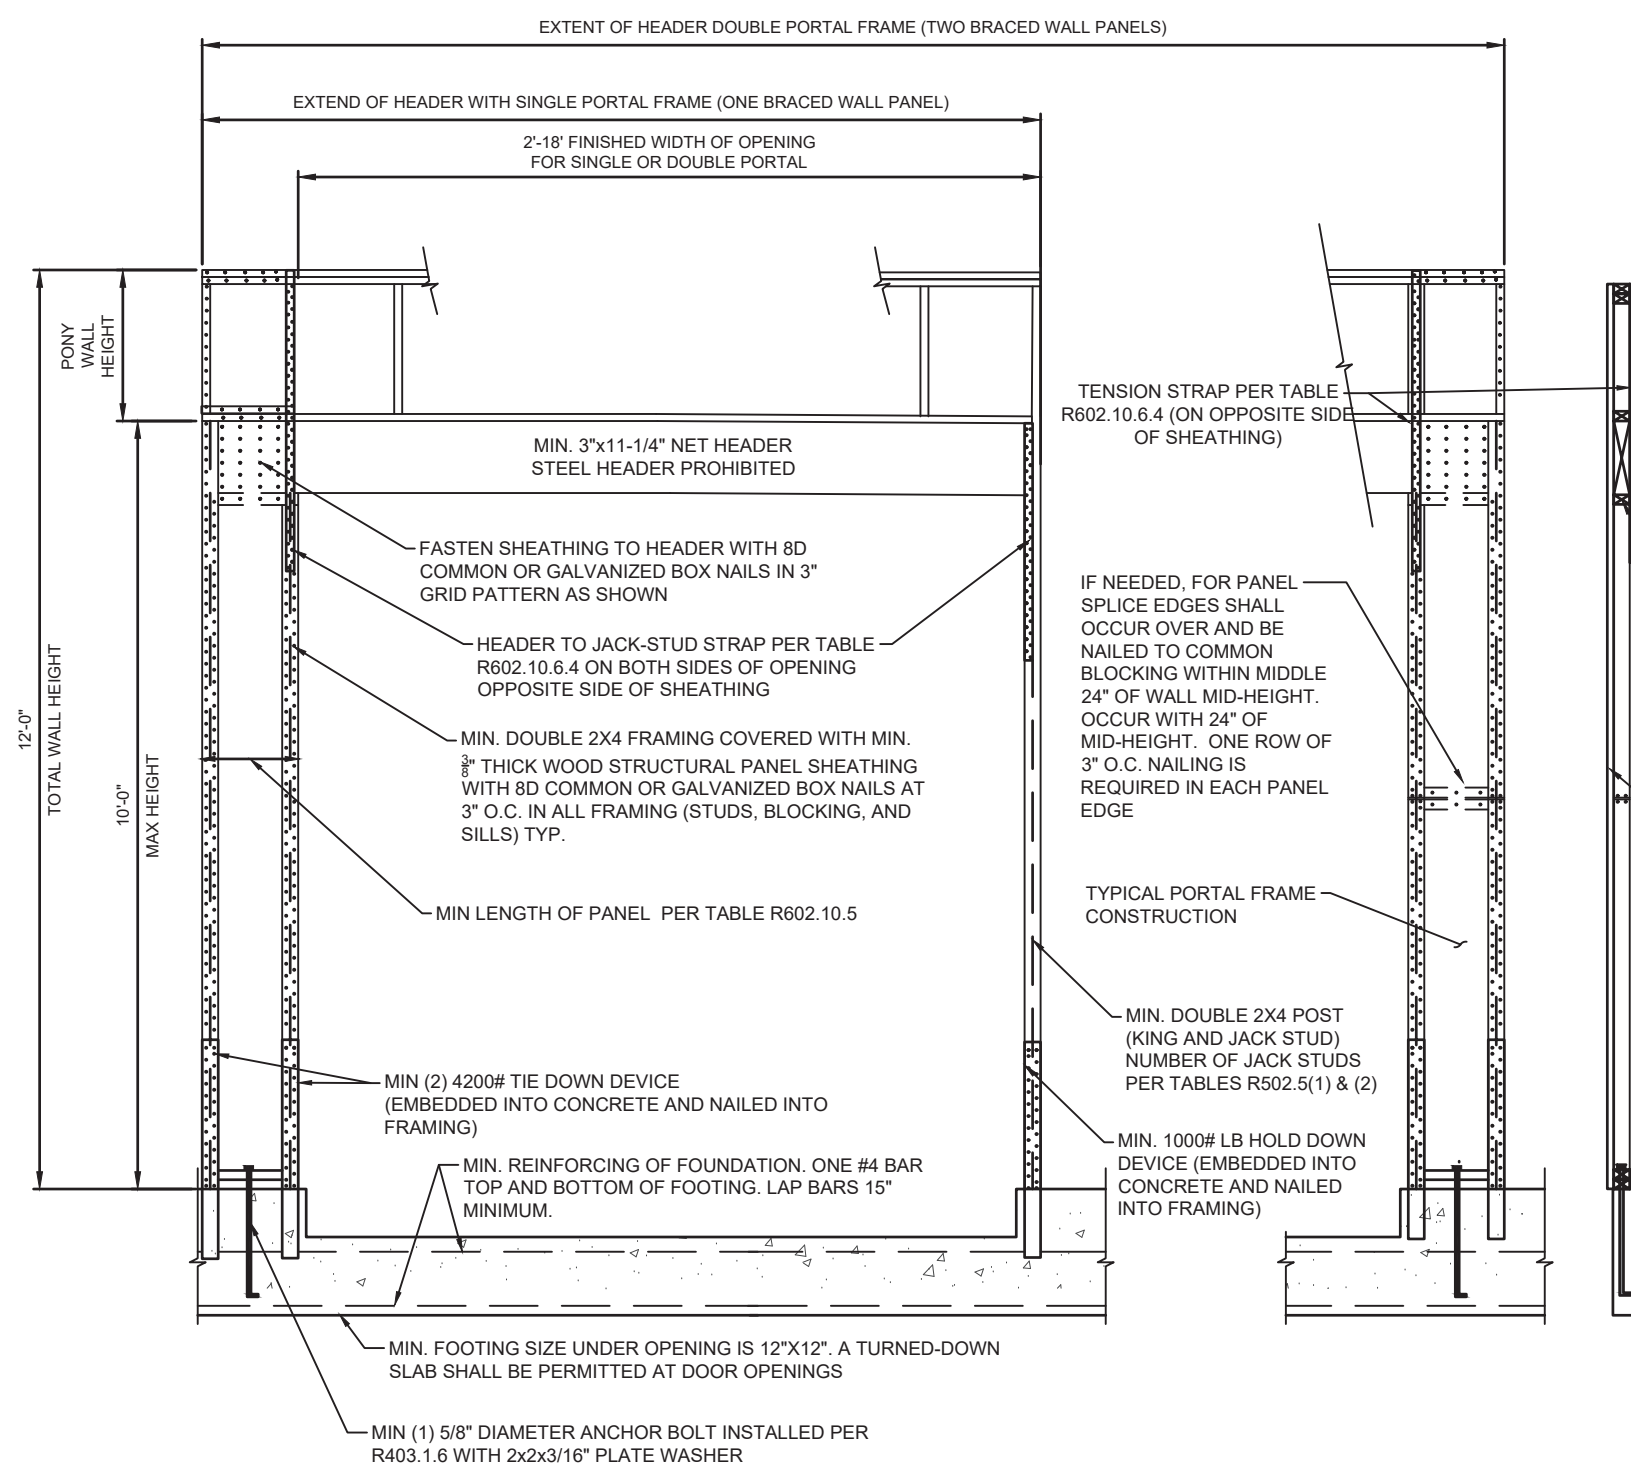 EXTENT OF HEADER DOUBLE PORTAL FRAME (TWO BRACED WALL PANELS)
EXTEND OF HEADER WITH SINGLE PORTAL FRAME (ONE BRACED WALL PANEL)
2'-18' FINISHED WIDTH OF OPENING
FOR SINGLE OR DOUBLE PORTAL
PONY
WALL
HEIGHT
12'-0"
TOTAL WALL HEIGHT
10'-0"
MAX HEIGHT
MIN. 3"x11-1/4" NET HEADER
STEEL HEADER PROHIBITED
TENSION STRAP PER TABLE
R602.10.6.4 (ON OPPOSITE SIDE
OF SHEATHING)
FASTEN SHEATHING TO HEADER WITH 8D
COMMON OR GALVANIZED BOX NAILS IN 3"
GRID PATTERN AS SHOWN
HEADER TO JACK-STUD STRAP PER TABLE
R602.10.6.4 ON BOTH SIDES OF OPENING
OPPOSITE SIDE OF SHEATHING
MIN. DOUBLE 2X4 FRAMING COVERED WITH MIN.
3/8" THICK WOOD STRUCTURAL PANEL SHEATHING
WITH 8D COMMON OR GALVANIZED BOX NAILS AT
3" O.C. IN ALL FRAMING (STUDS, BLOCKING, AND
SILLS) TYP.
MIN LENGTH OF PANEL PER TABLE R602.10.5
IF NEEDED, FOR PANEL
SPLICE EDGES SHALL
OCCUR OVER AND BE
NAILED TO COMMON
BLOCKING WITHIN MIDDLE
24" OF WALL MID-HEIGHT.
OCCUR WITH 24" OF
MID-HEIGHT. ONE ROW OF
3" O.C. NAILING IS
REQUIRED IN EACH PANEL
EDGE
TYPICAL PORTAL FRAME
CONSTRUCTION
MIN. DOUBLE 2X4 POST
(KING AND JACK STUD)
NUMBER OF JACK STUDS
PER TABLES R502.5(1) & (2)
MIN (2) 4200# TIE DOWN DEVICE
(EMBEDDED INTO CONCRETE AND NAILED INTO
FRAMING)
MIN. 1000# LB HOLD DOWN
DEVICE (EMBEDDED INTO
CONCRETE AND NAILED
INTO FRAMING)
MIN. REINFORCING OF FOUNDATION. ONE #4 BAR
TOP AND BOTTOM OF FOOTING. LAP BARS 15"
MINIMUM.
MIN. FOOTING SIZE UNDER OPENING IS 12"X12". A TURNED-DOWN
SLAB SHALL BE PERMITTED AT DOOR OPENINGS
MIN (1) 5/8" DIAMETER ANCHOR BOLT INSTALLED PER
R403.1.6 WITH 2x2x3/16" PLATE WASHER